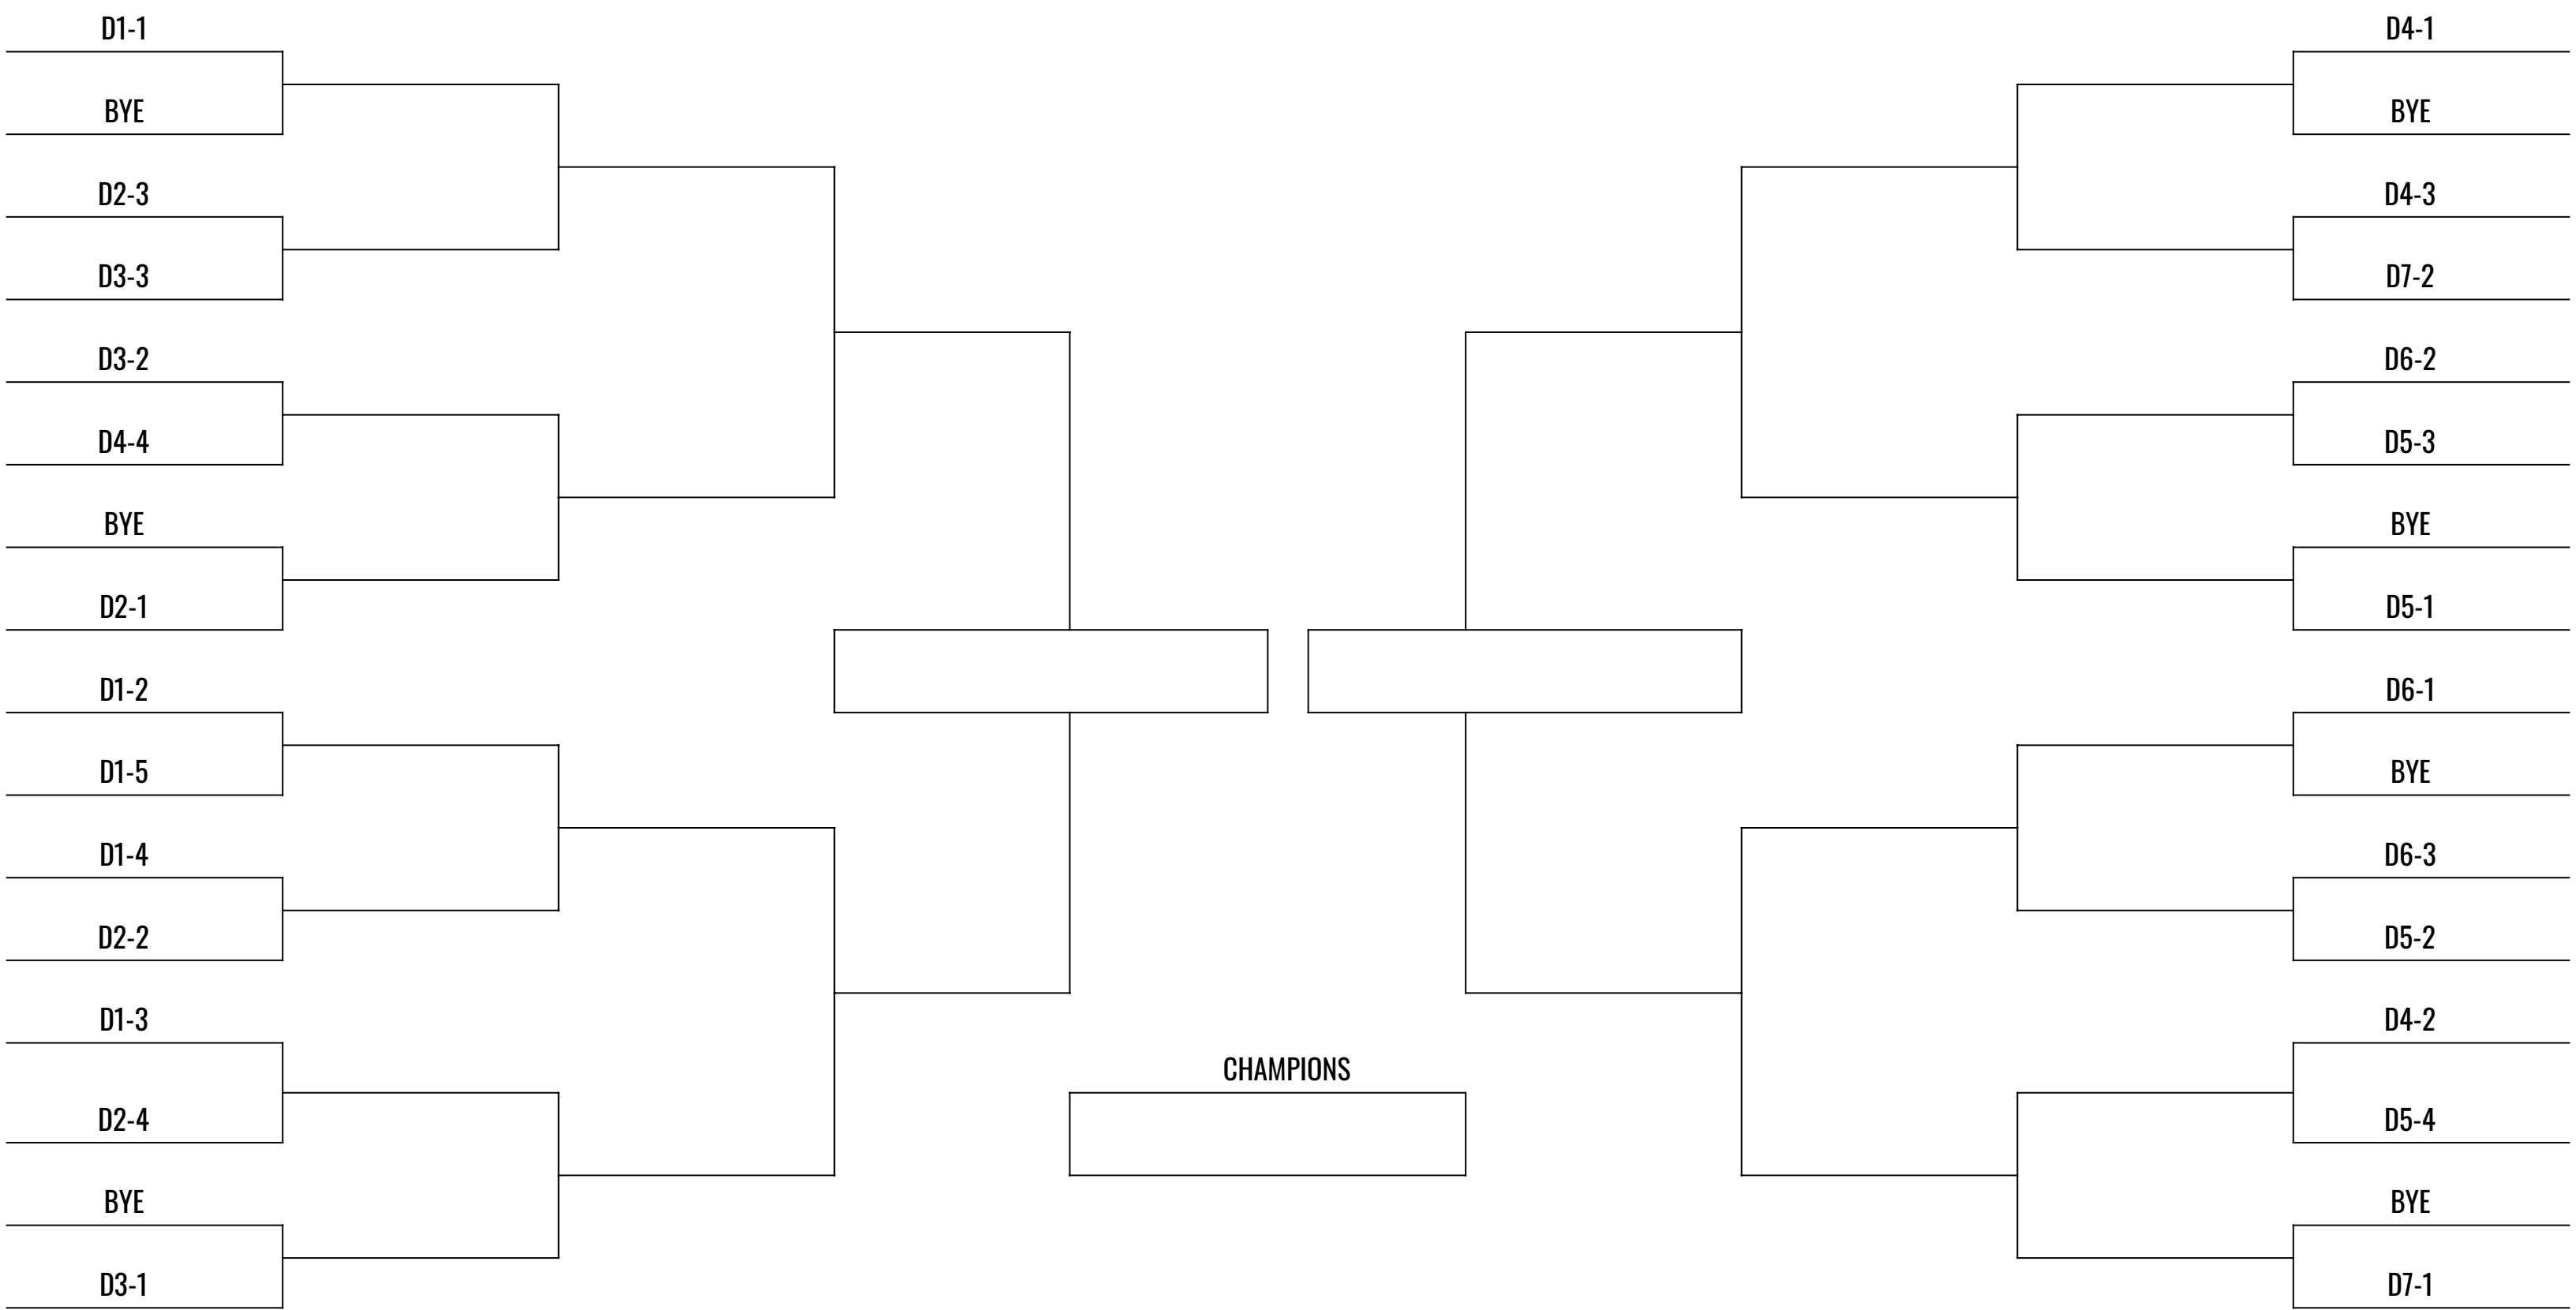 D1-1
BYE
D2-3
D3-3
D3-2
D4-4
BYE
D2-1
D1-2
D1-5
D1-4
D2-2
D1-3
D2-4
BYE
D3-1
CHAMPIONS
D4-1
BYE
D4-3
D7-2
D6-2
D5-3
BYE
D5-1
D6-1
BYE
D6-3
D5-2
D4-2
D5-4
BYE
D7-1